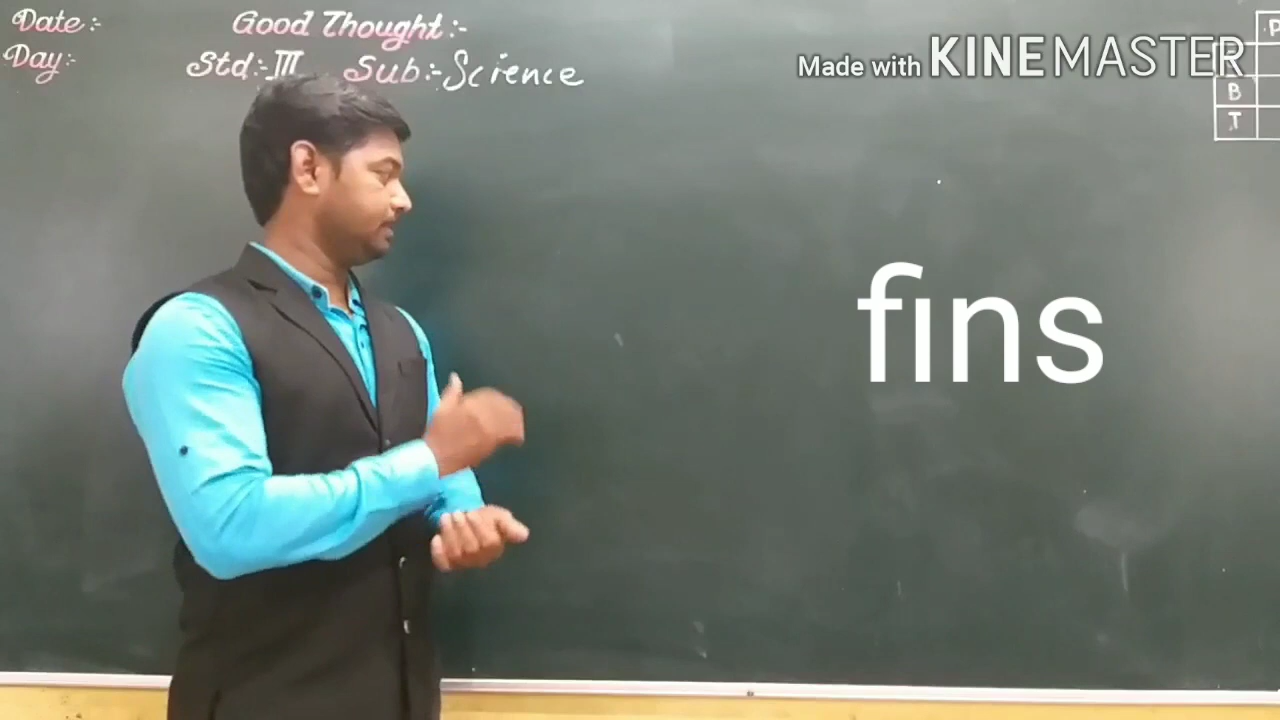 Date:-
Good Thought:-
Day:-
Std:-III Sub:-Science
Made with KINEMASTER
P
B
T
fins